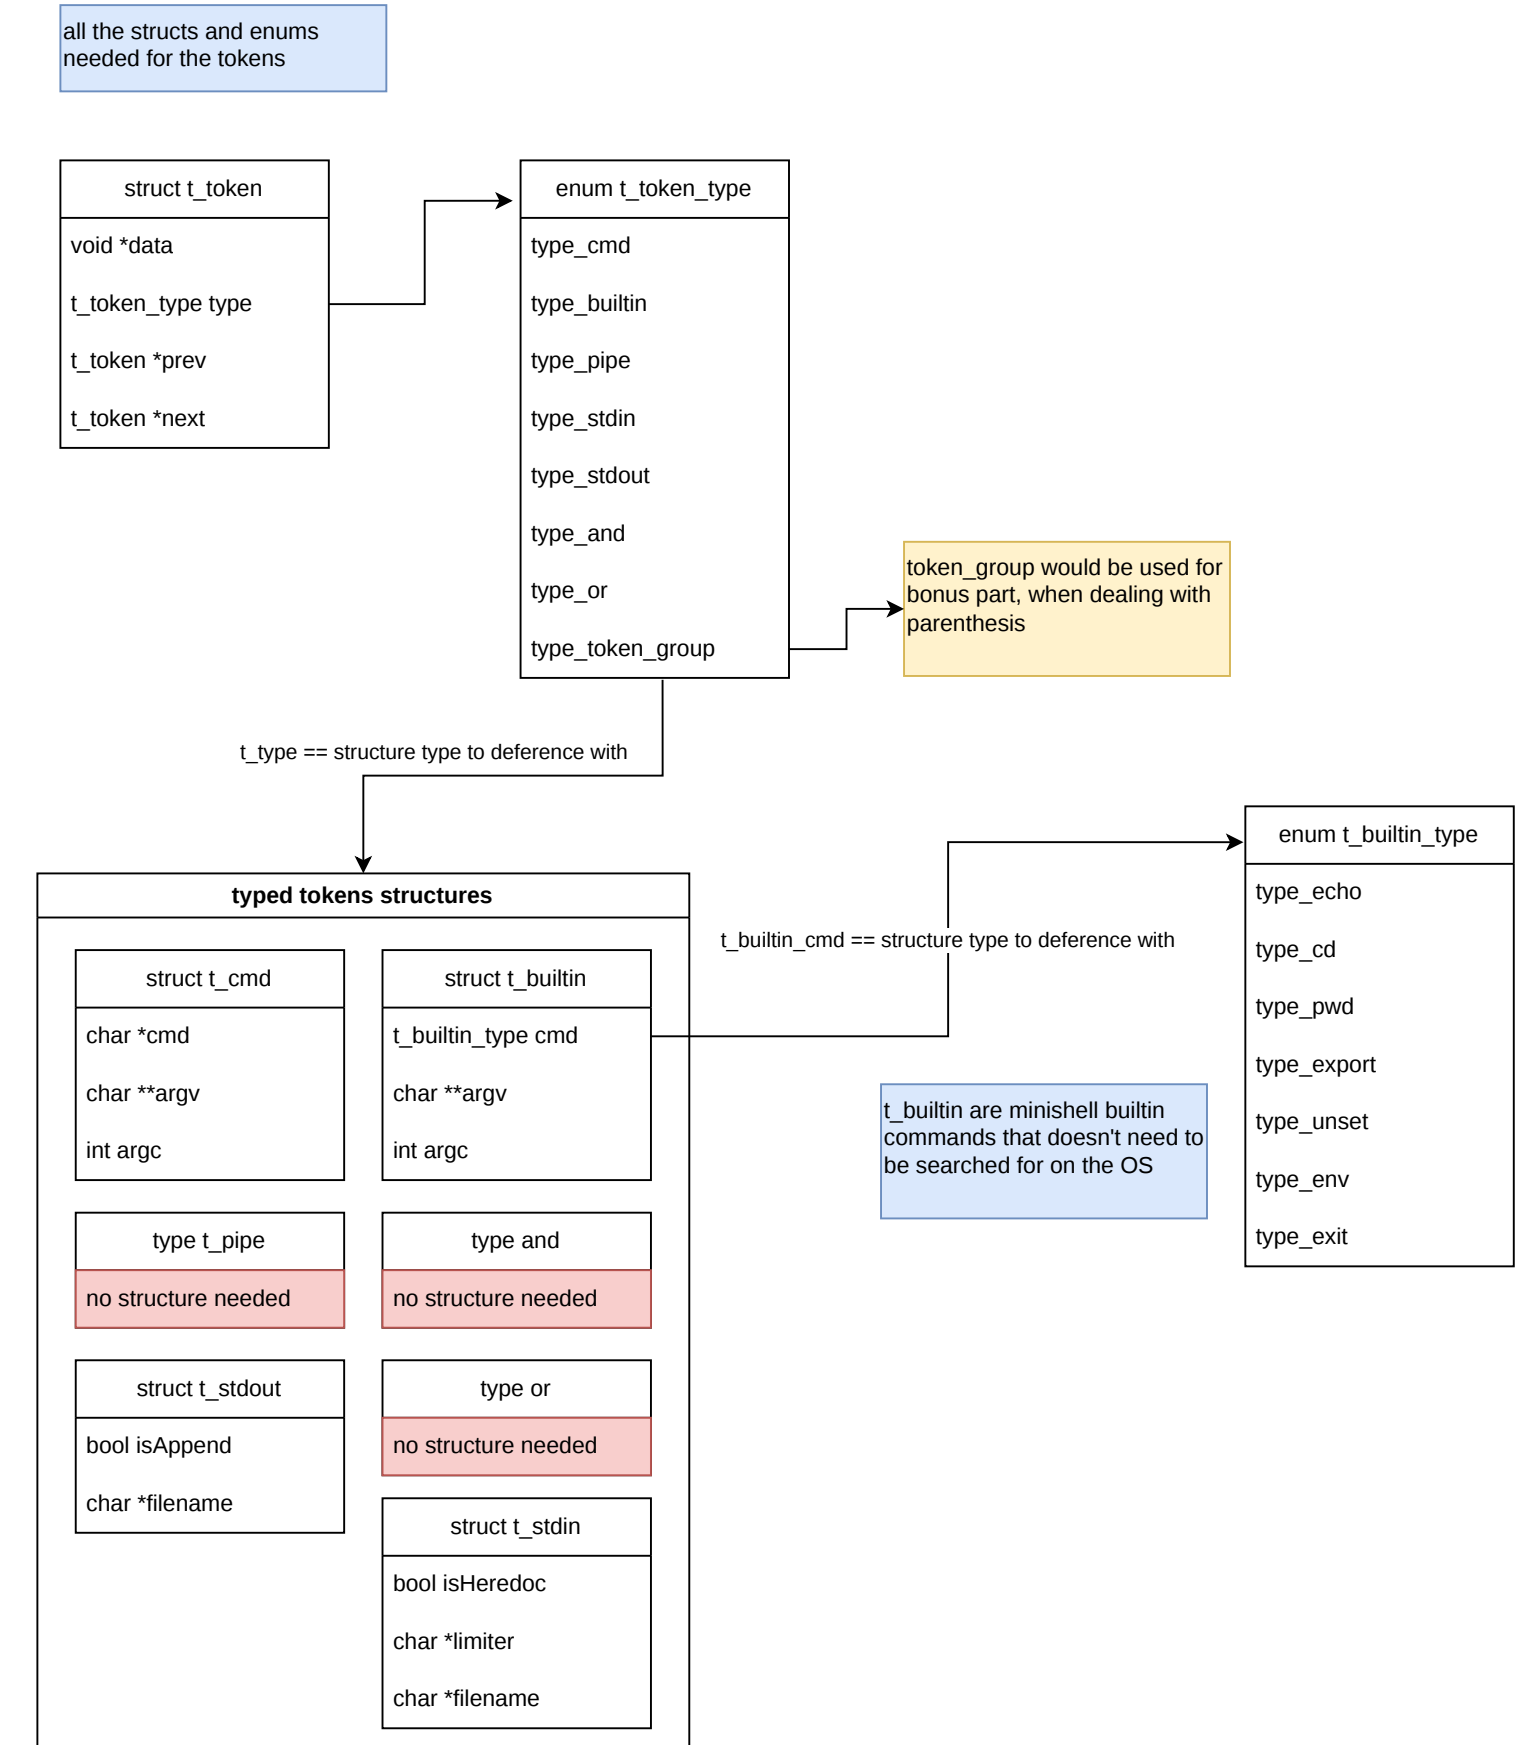 all the structs and enums
needed for the tokens
struct t_token
void *data
t_token_type type
t_token *prev
t_token *next
enum t_token_type
type_cmd
type_builtin
type_pipe
type_stdin
type_stdout
type_and
type_or
type_token_group
token_group would be used for
bonus part, when dealing with
parenthesis
t_type == structure type to deference with
typed tokens structures
struct t_cmd
char *cmd
char **argv
int argc
struct t_builtin
t_builtin_type cmd
char **argv
int argc
type t_pipe
no structure needed
type and
no structure needed
struct t_stdout
bool isAppend
char *filename
type or
no structure needed
struct t_stdin
bool isHeredoc
char *limiter
char *filename
t_builtin_cmd == structure type to deference with
t_builtin are minishell builtin
commands that doesn't need to
be searched for on the OS
enum t_builtin_type
type_echo
type_cd
type_pwd
type_export
type_unset
type_env
type_exit